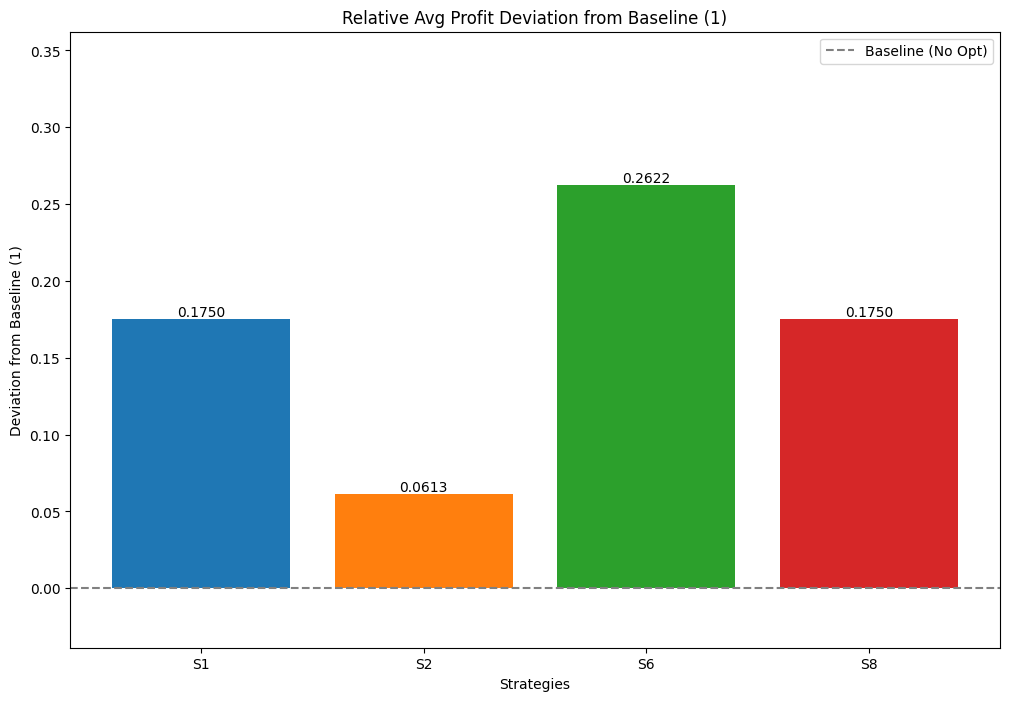 Relative Avg Profit Deviation from Baseline (1)
Baseline (No Opt)
Deviation from Baseline (1)
0.35
0.30
0.25
0.20
0.15
0.10
0.05
0.00
0.1750
0.0613
0.2622
0.1750
S1 S2 S6 S8
Strategies